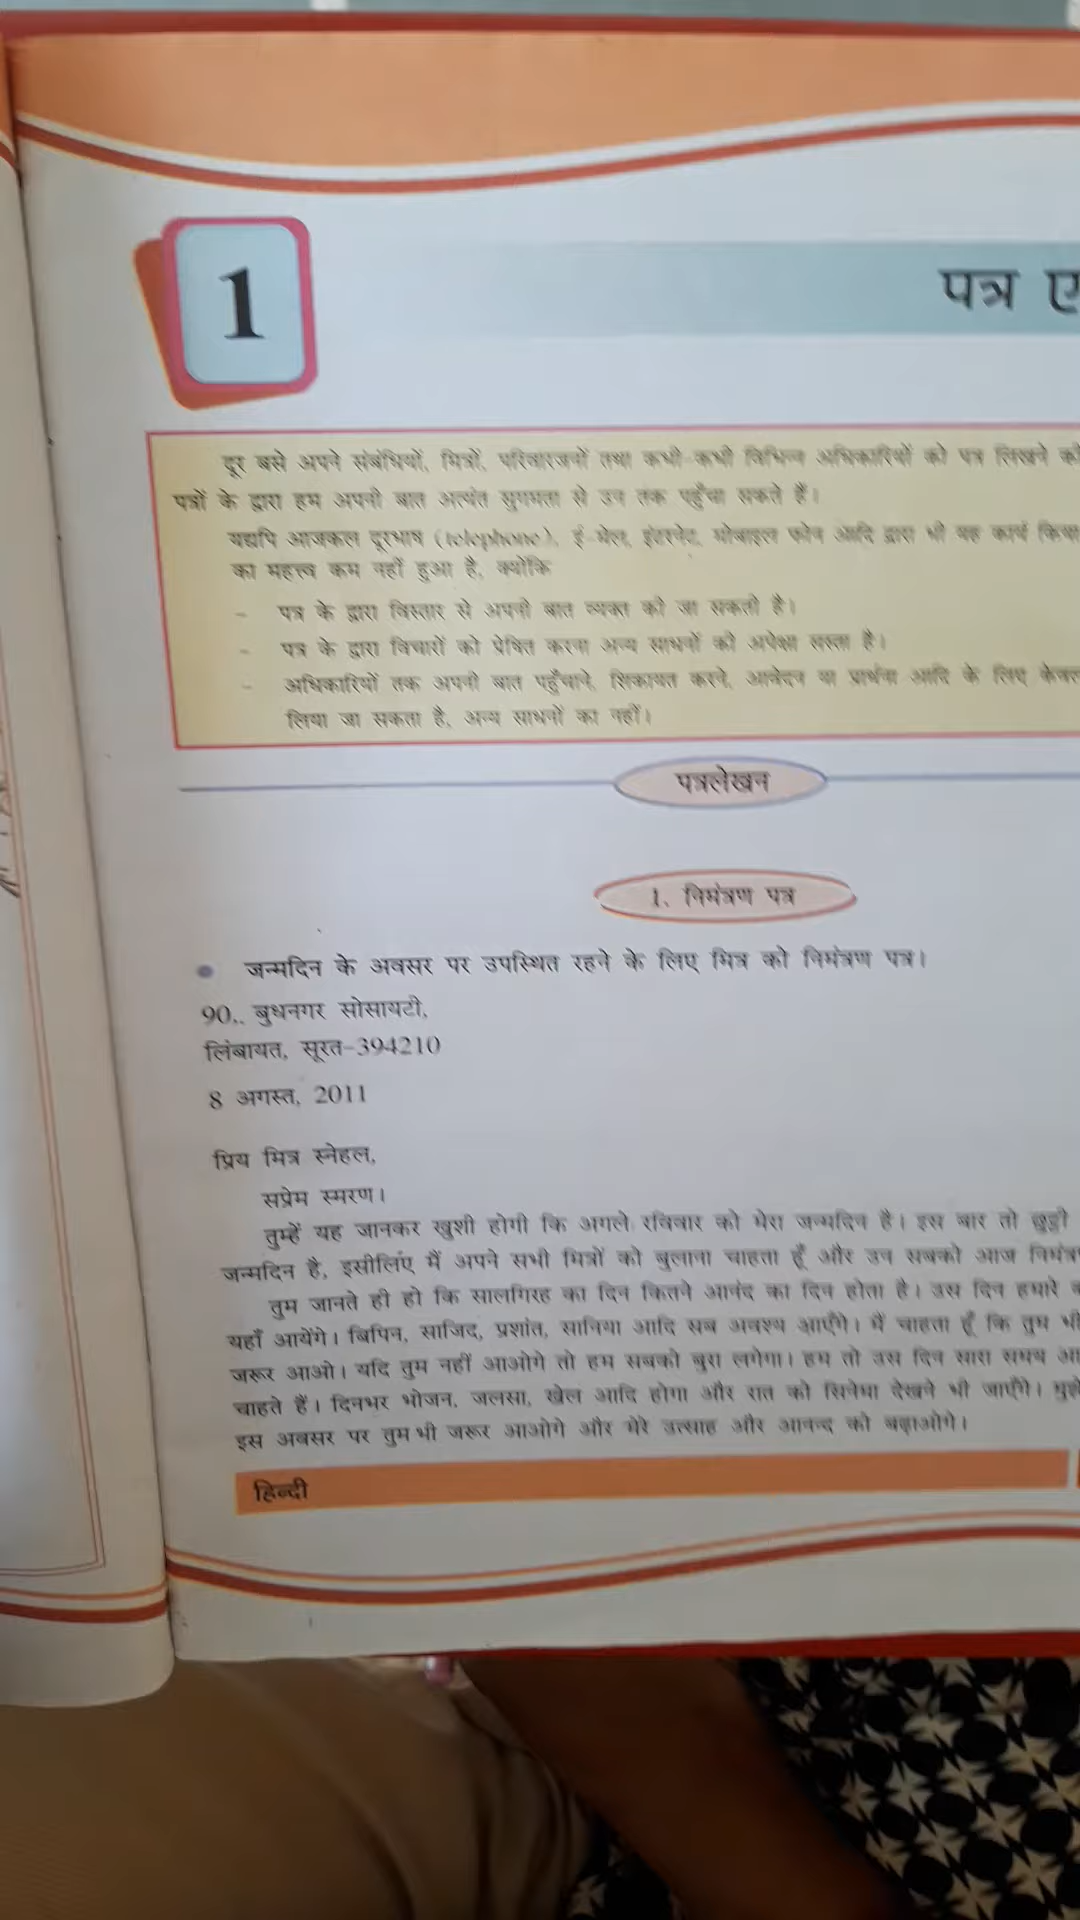 1
पत्र ए
दूर बसे अपने संबंधियों, मित्रों, परिवारजनों तथा कभी-कभी विभिन्न अधिकारियों को पत्र लिखने की
पत्रों के द्वारा हम अपनी बात अत्यंत सुगमता से उन तक पहुँचा सकते हैं।
यद्यपि आजकल दूरभाष (telephone), ई-मेल, इंटरनेट, मोबाइल फोन आदि द्वारा भी यह कार्य किया
का महत्त्व कम नहीं हुआ है, क्योंकि
- पत्र के द्वारा विस्तार से अपनी बात व्यक्त की जा सकती है।
- पत्र के द्वारा विचारों को प्रेषित करना अन्य साधनों की अपेक्षा सस्ता है।
- अधिकारियों तक अपनी बात पहुँचाने, शिकायत करने, आवेदन या प्रार्थना आदि के लिए केवल
लिया जा सकता है, अन्य साधनों का नहीं।
पत्रलेखन
1. निमंत्रण पत्र
• जन्मदिन के अवसर पर उपस्थित रहने के लिए मित्र को निमंत्रण पत्र।
90,, बुधनगर सोसायटी,
लिंबायत, सूरत-394210
8 अगस्त, 2011
प्रिय मित्र स्नेहल,
सप्रेम स्मरण।
तुम्हें यह जानकर खुशी होगी कि अगले रविवार को मेरा जन्मदिन है। इस बार तो छुट्टी
जन्मदिन है, इसीलिए मैं अपने सभी मित्रों को बुलाना चाहता हूँ और उन सबको आज
तुम जानते ही हो कि सालगिरह का दिन कितने आनंद का दिन होता है। उस दिन हमारे
यहाँ आयेंगे। बिपिन, साजिद, प्रशांत, सानिया आदि सब अवश्य आएँगे। मैं चाहता हूँ कि तुम भी
जरूर आओ। यदि तुम नहीं आओगे तो हम सबको बुरा लगेगा। हम तो उस दिन सारा समय
चाहते हैं। दिनभर भोजन, जलसा, खेल आदि होगा और रात को सिनेमा देखने भी जाएँगे।
इस अवसर पर तुम भी जरूर आओगे और मेरे उत्साह और आनन्द को बढ़ाओगे।
हिन्दी